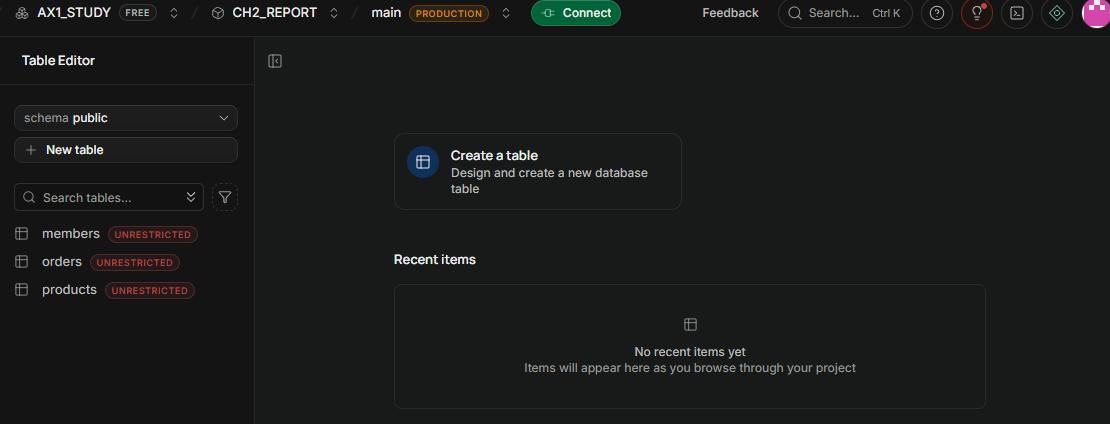 AX1_STUDY FREE / CH2_REPORT / main PRODUCTION Connect Feedback Search... Ctrl K
Table Editor
schema public
New table
Search tables...
members UNRESTRICTED
orders UNRESTRICTED
products UNRESTRICTED
Create a table
Design and create a new database
table
Recent items
No recent items yet
Items will appear here as you browse through your project